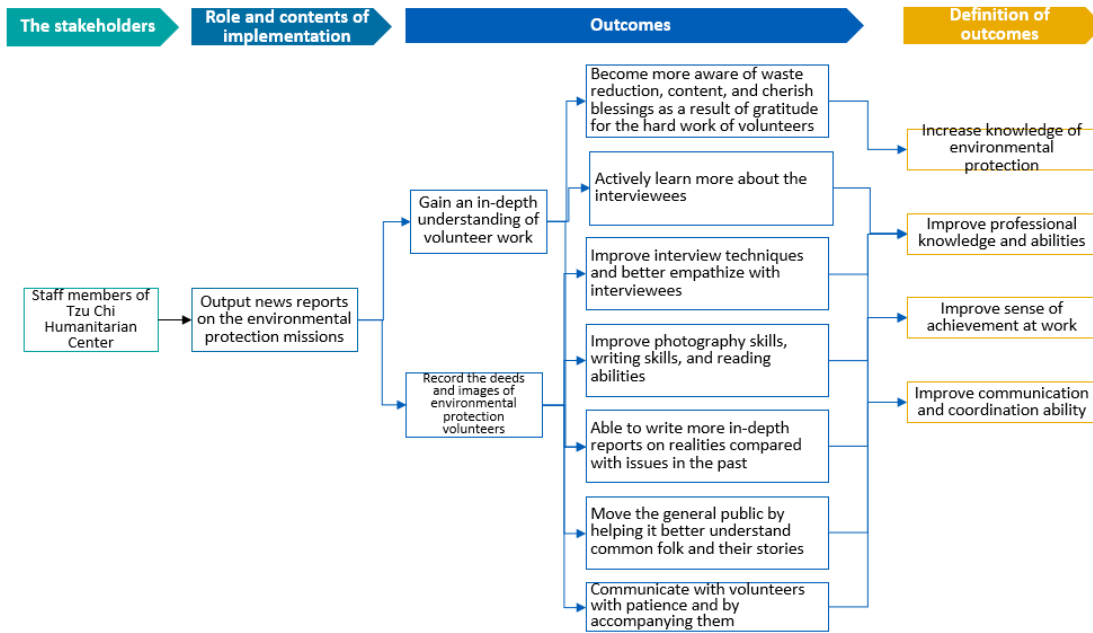 The stakeholders
Role and contents of
implementation
Outcomes
Definition of
outcomes
Staff members of
Tzu Chi
Humanitarian
Center
Output news reports
on the environmental
protection missions
Gain an in-depth
understanding of
volunteer work
Record the deeds
and images of
environmental
protection
volunteers
Become more aware of waste
reduction, content, and cherish
blessings as a result of gratitude
for the hard work of volunteers
Actively learn more about the
interviewees
Improve interview techniques
and better empathize with
interviewees
Improve photography skills,
writing skills, and reading
abilities
Able to write more in-depth
reports on realities compared
with issues in the past
Move the general public by
helping it better understand
common folk and their stories
Communicate with volunteers
with patience and by
accompanying them
Increase knowledge of
environmental
protection
Improve professional
knowledge and abilities
Improve sense of
achievement at work
Improve communication
and coordination ability